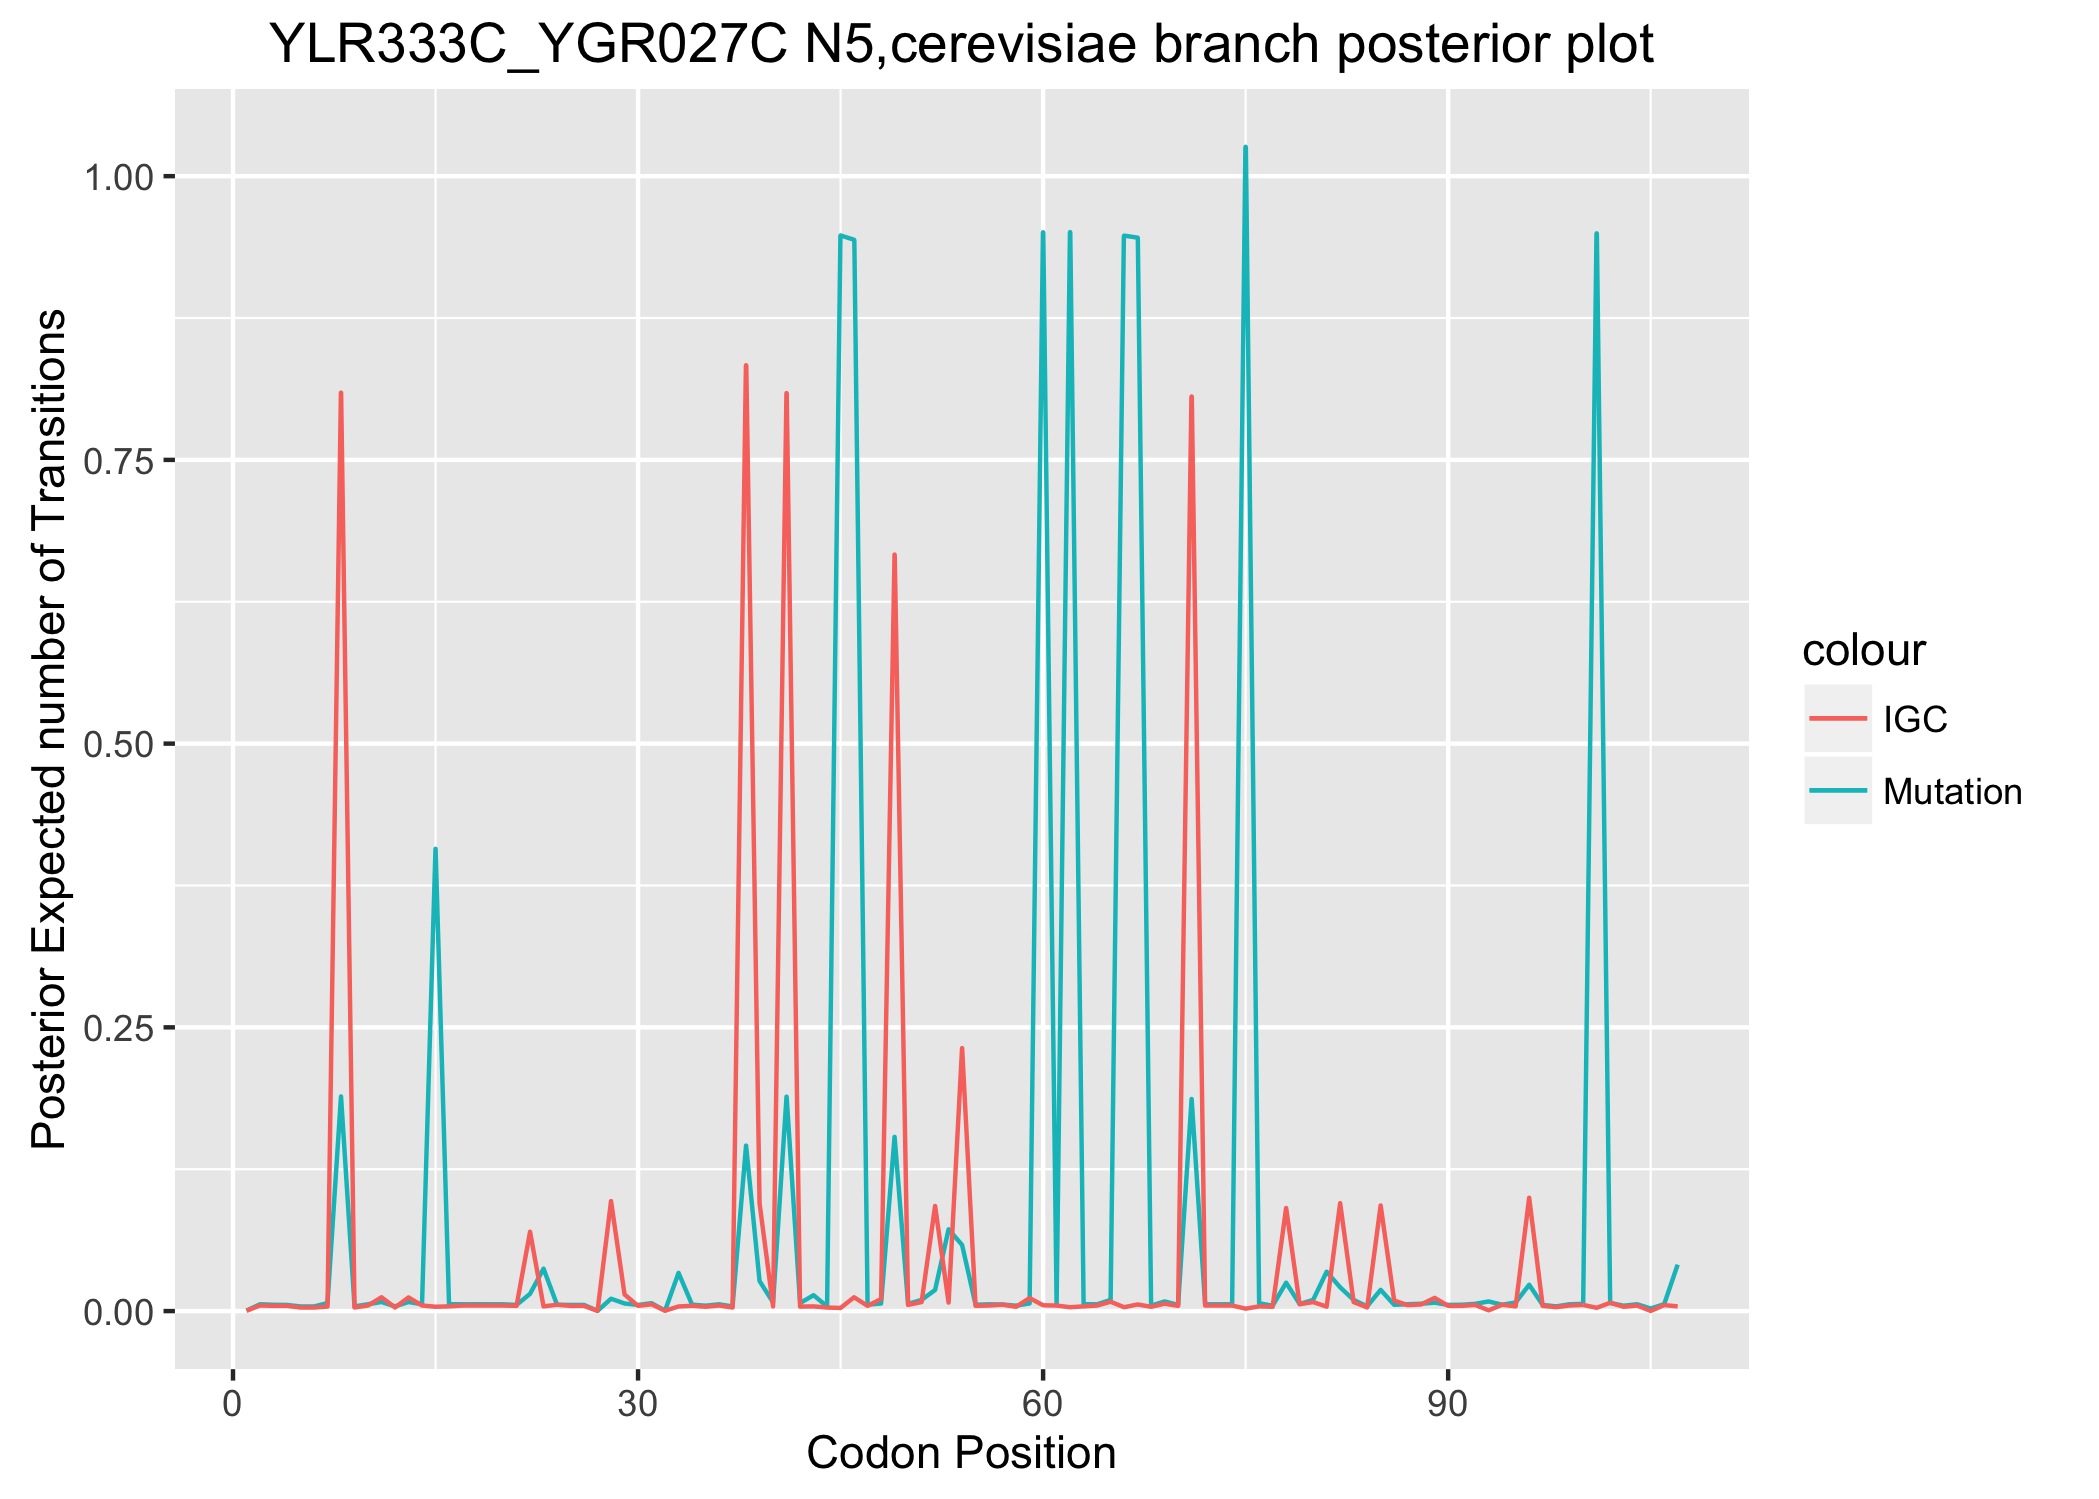 YLR333C_YGR027C N5,cerevisiae branch posterior plot
Posterior Expected number of Transitions
1.00
0.75
0.50
0.25
0.00
0 30 60 90
Codon Position
colour
IGC
Mutation